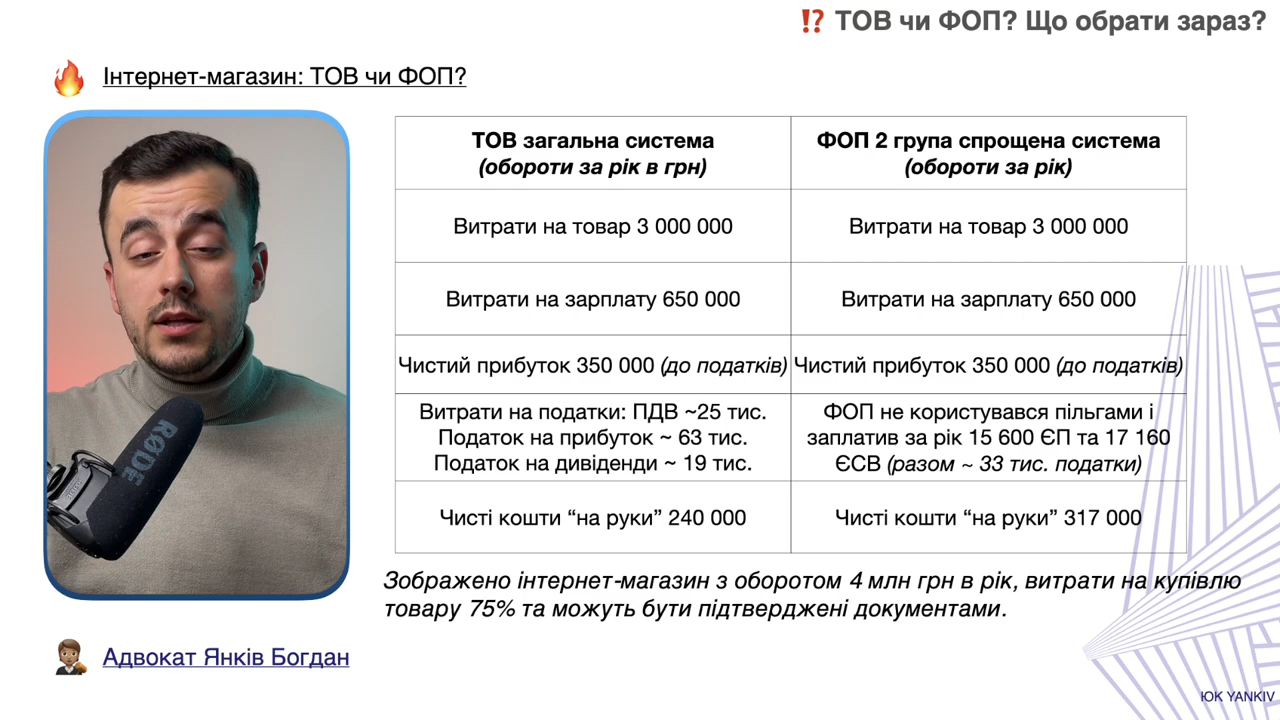 ⁉️ ТОВ чи ФОП? Що обрати зараз?
🔥 Інтернет-магазин: ТОВ чи ФОП?
ТОВ загальна система
(обороти за рік в грн)
ФОП 2 група спрощена система
(обороти за рік)
Витрати на товар 3 000 000
Витрати на товар 3 000 000
Витрати на зарплату 650 000
Витрати на зарплату 650 000
Чистий прибуток 350 000 (до податків)
Чистий прибуток 350 000 (до податків)
Витрати на податки: ПДВ ~25 тис.
Податок на прибуток ~ 63 тис.
Податок на дивіденди ~ 19 тис.
ФОП не користувався пільгами і
заплатив за рік 15 600 ЄП та 17 160
ЄСВ (разом ~ 33 тис. податки)
Чисті кошти “на руки” 240 000
Чисті кошти “на руки” 317 000
Зображено інтернет-магазин з оборотом 4 млн грн в рік, витрати на купівлю
товару 75% та можуть бути підтверджені документами.
RØDE
Адвокат Янків Богдан
ЮК YANKIV